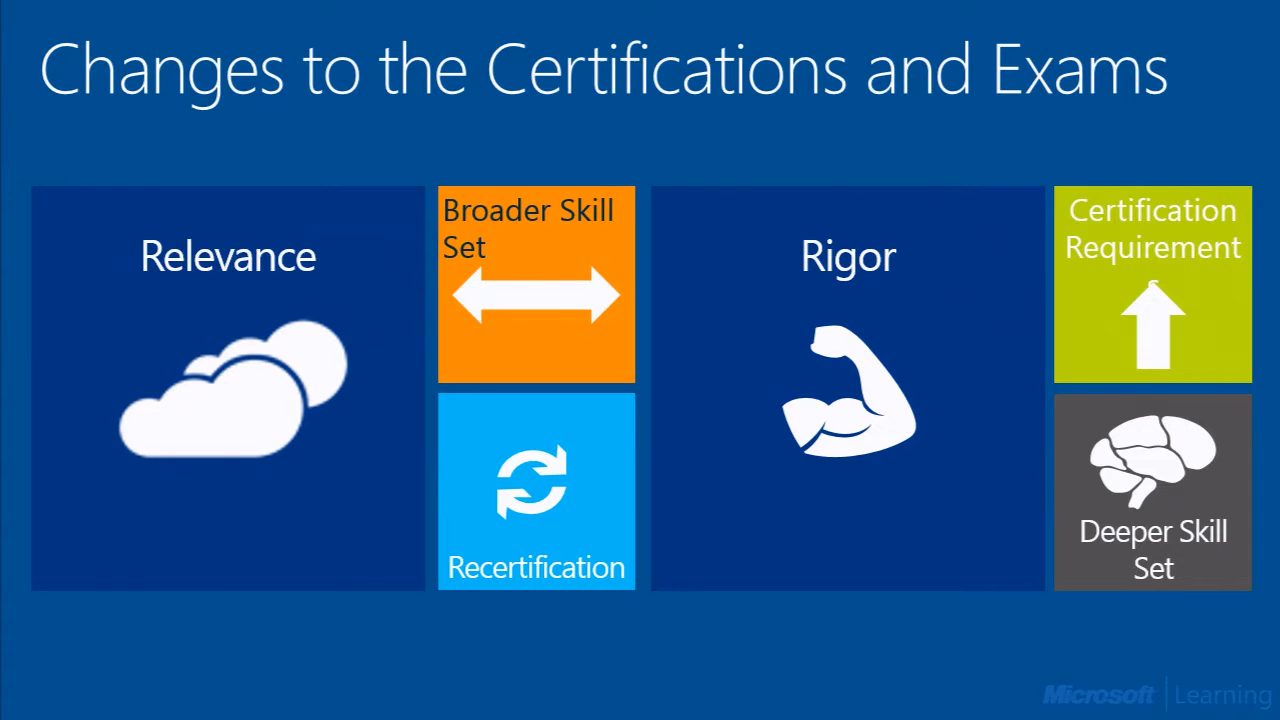 Changes to the Certifications and Exams
Relevance
Broader Skill
Set
Recertification
Rigor
Certification
Requirement
s
Deeper Skill
Set
Microsoft | Learning